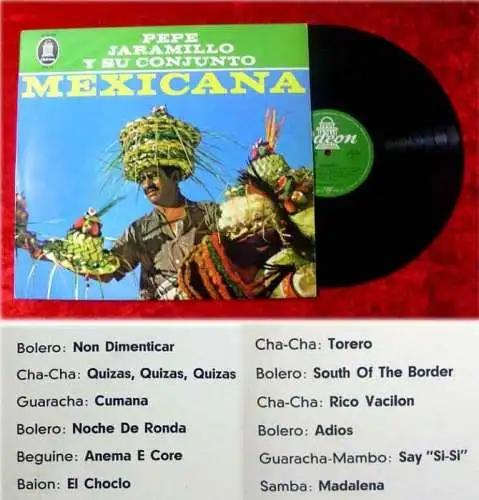 PEPE
JARAMILLO
Y SU CONJUNTO
MEXICANA
Odeon
Bolero: Non Dimenticar
Cha-Cha: Quizas, Quizas, Quizas
Guaracha: Cumana
Bolero: Noche De Ronda
Beguine: Anema E Core
Baion: El Choclo
Cha-Cha: Torero
Bolero: South Of The Border
Cha-Cha: Rico Vacilon
Bolero: Adios
Guaracha-Mambo: Say "Si-Si"
Samba: Madalena